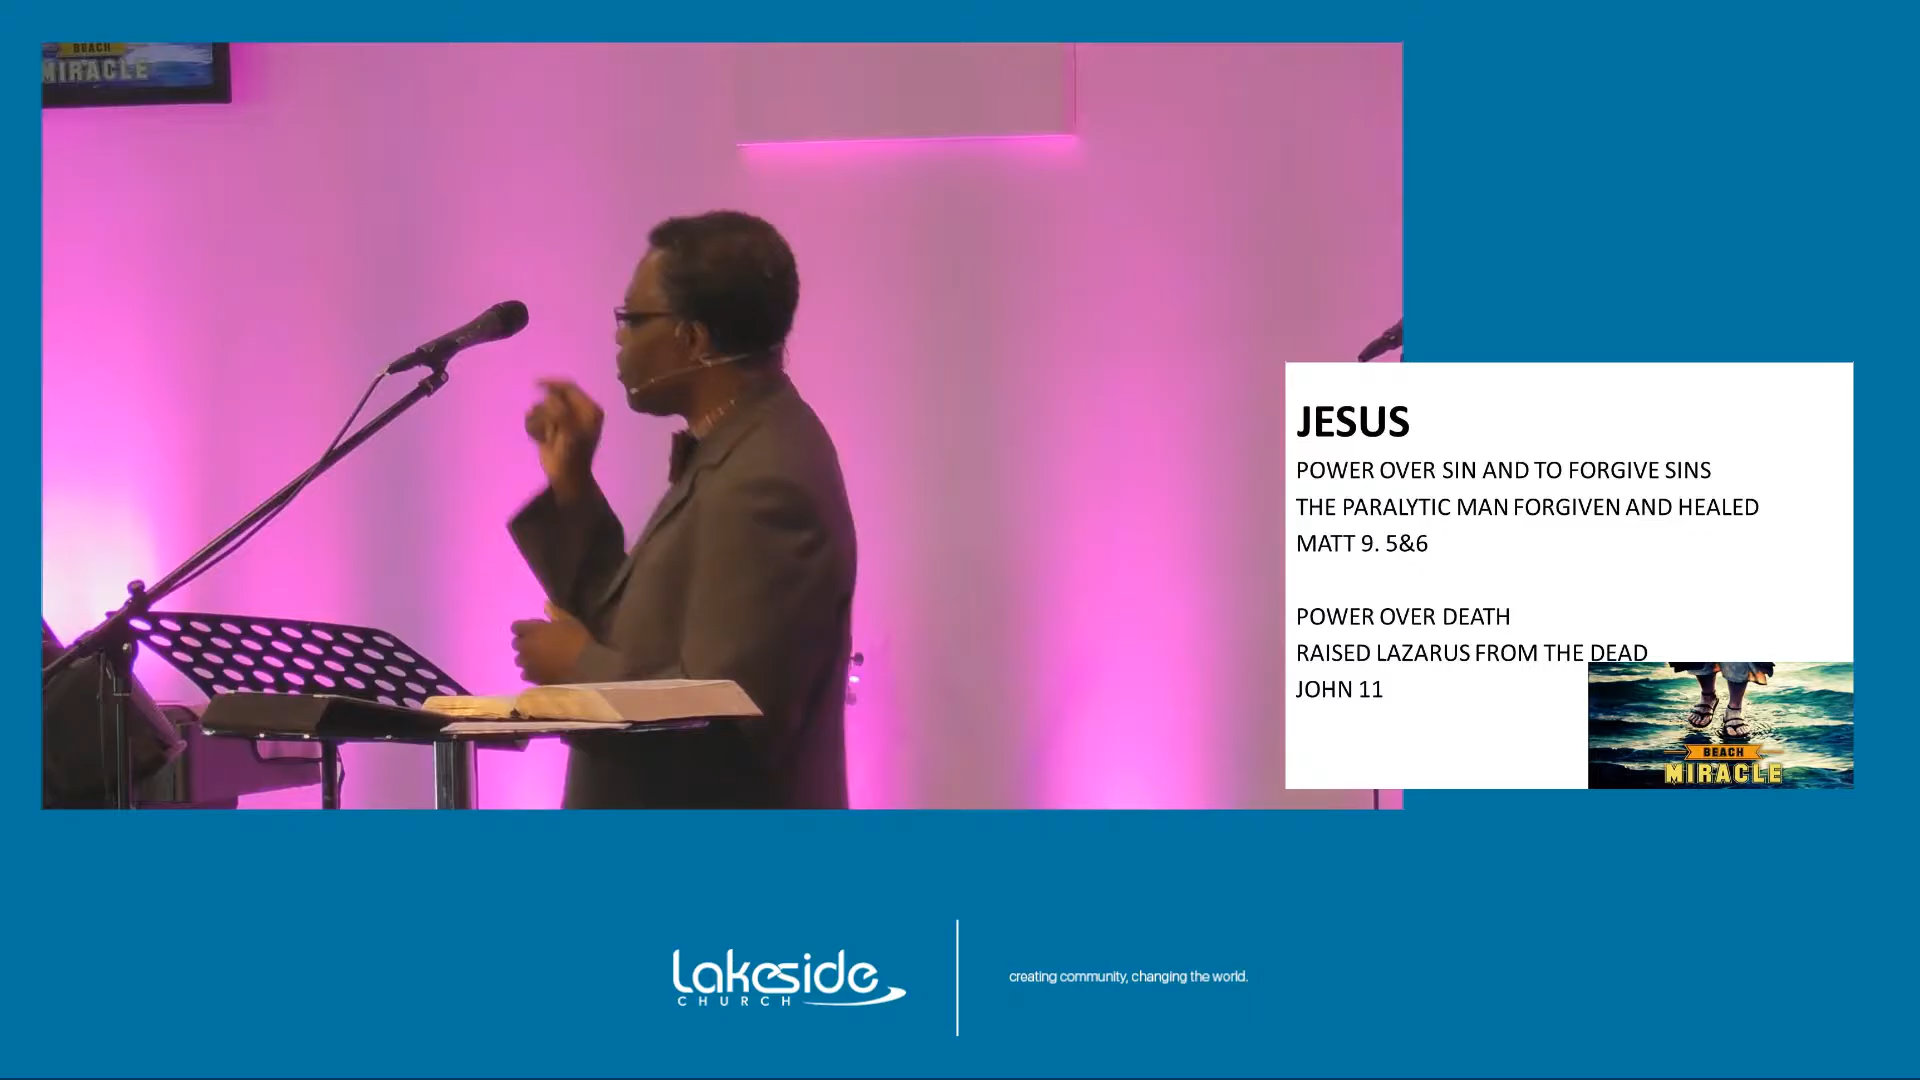 BEACH
MIRACLE
JESUS
POWER OVER SIN AND TO FORGIVE SINS
THE PARALYTIC MAN FORGIVEN AND HEALED
MATT 9. 5&6
POWER OVER DEATH
RAISED LAZARUS FROM THE DEAD
JOHN 11
BEACH
MIRACLE
Lakeside
CHURCH
creating community, changing the world.